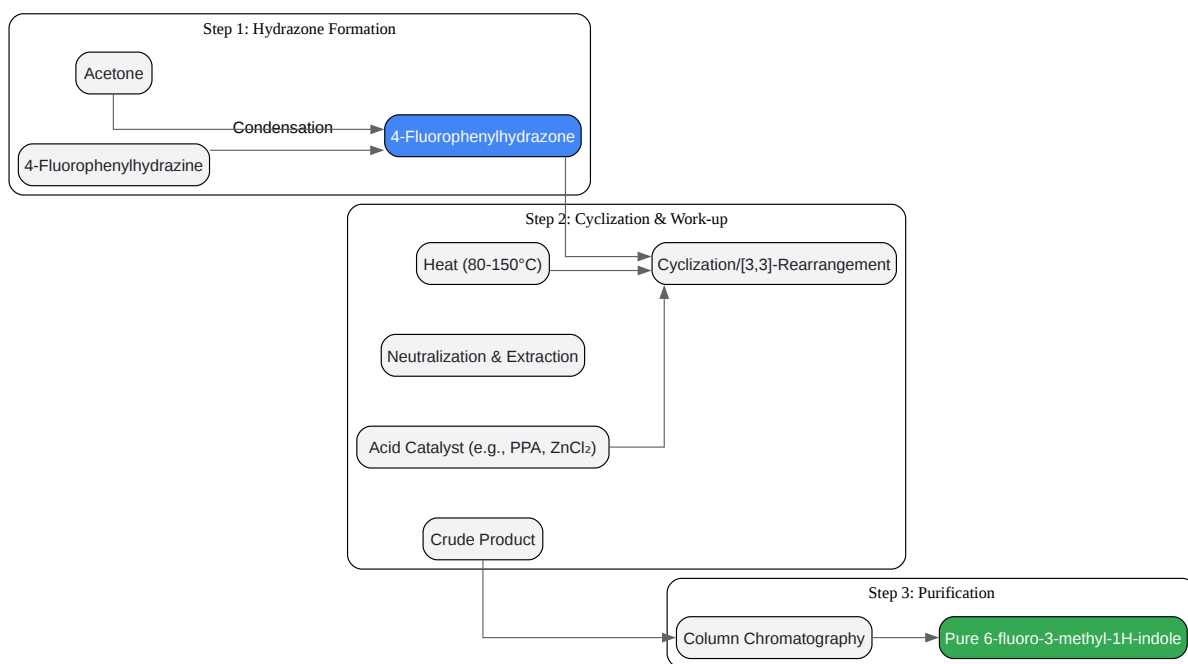 Step 1: Hydrazone Formation
Acetone
Condensation
4-Fluorophenylhydrazone
4-Fluorophenylhydrazine
Step 2: Cyclization & Work-up
Heat (80-150°C)
Cyclization/[3,3]-Rearrangement
Neutralization & Extraction
Acid Catalyst (e.g., PPA, ZnCl₂)
Crude Product
Step 3: Purification
Column Chromatography
Pure 6-fluoro-3-methyl-1H-indole